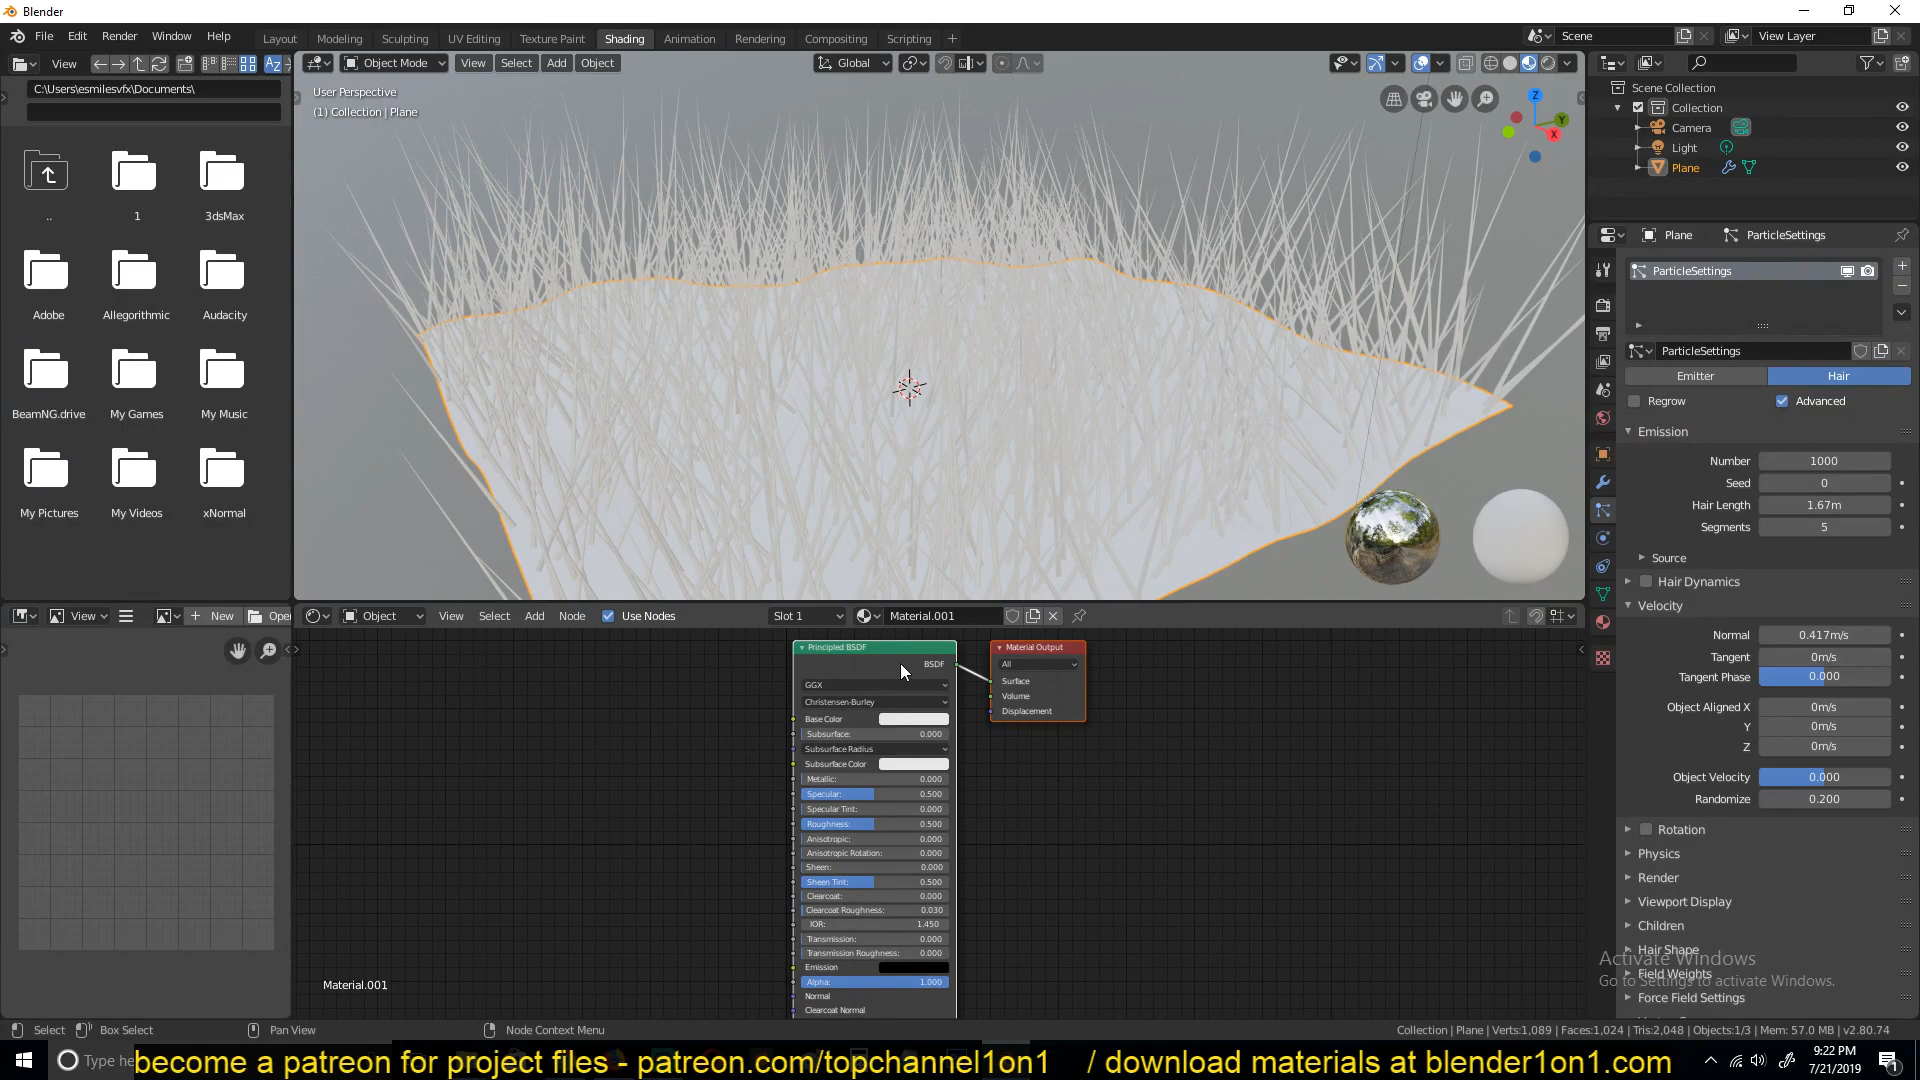 Blender
File Edit Render Window Help
Layout Modeling Sculpting UV Editing Texture Paint Shading Animation Rendering Compositing Scripting
Scene
View Layer
View
C:\Users\esmilesvfx\Documents\
.. 1 3dsMax
Adobe Allegorithmic Audacity
BeamNG.drive My Games My Music
My Pictures My Videos xNormal
Object Mode View Select Add Object
Global
User Perspective
(1) Collection | Plane
Z
Y
X
Scene Collection
Collection
Camera
Light
Plane
Plane ParticleSettings
ParticleSettings
ParticleSettings
Emitter Hair
Regrow Advanced
Emission
Number 1000
Seed 0
Hair Length 1.67m
Segments 5
Source
Hair Dynamics
Velocity
Normal 0.417m/s
Tangent 0m/s
Tangent Phase 0.000
Object Aligned X 0m/s
Y 0m/s
Z 0m/s
Object Velocity 0.000
Randomize 0.200
Rotation
Physics
Render
Viewport Display
Children
Hair Shape
Field Weights
Force Field Settings
Activate Windows
Go to Settings to activate Windows.
View New Open
Object View Select Add Node Use Nodes Slot 1 Material.001
Principled BSDF
BSDF
GGX
Christensen-Burley
Base Color
Subsurface: 0.000
Subsurface Radius
Subsurface Color
Metallic: 0.000
Specular: 0.500
Specular Tint: 0.000
Roughness: 0.500
Anisotropic: 0.000
Anisotropic Rotation: 0.000
Sheen: 0.000
Sheen Tint: 0.500
Clearcoat: 0.000
Clearcoat Roughness: 0.030
IOR: 1.450
Transmission: 0.000
Transmission Roughness: 0.000
Emission
Alpha: 1.000
Normal
Clearcoat Normal
Material Output
All
Surface
Volume
Displacement
Material.001
Select Box Select Pan View Node Context Menu
Collection | Plane | Verts:1,089 | Faces:1,024 | Tris:2,048 | Objects:1/3 | Mem: 57.0 MB | v2.80.74
Type he
become a patreon for project files - patreon.com/topchannel1on1 / download materials at blender1on1.com
9:22 PM
7/21/2019
1